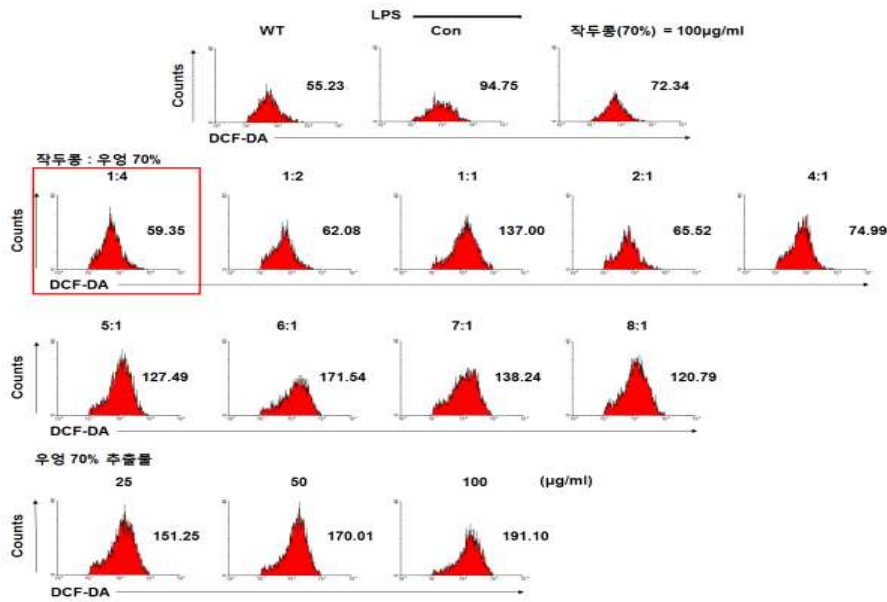 LPS
WT Con 작두콩(70%) = 100µg/ml
Counts 55.23 94.75 72.34
DCF-DA
작두콩 : 우엉 70%
1:4 1:2 1:1 2:1 4:1
Counts 59.35 62.08 137.00 65.52 74.99
DCF-DA
5:1 6:1 7:1 8:1
Counts 127.49 171.54 138.24 120.79
DCF-DA
우엉 70% 추출물
25 50 100 (µg/ml)
Counts 151.25 170.01 191.10
DCF-DA